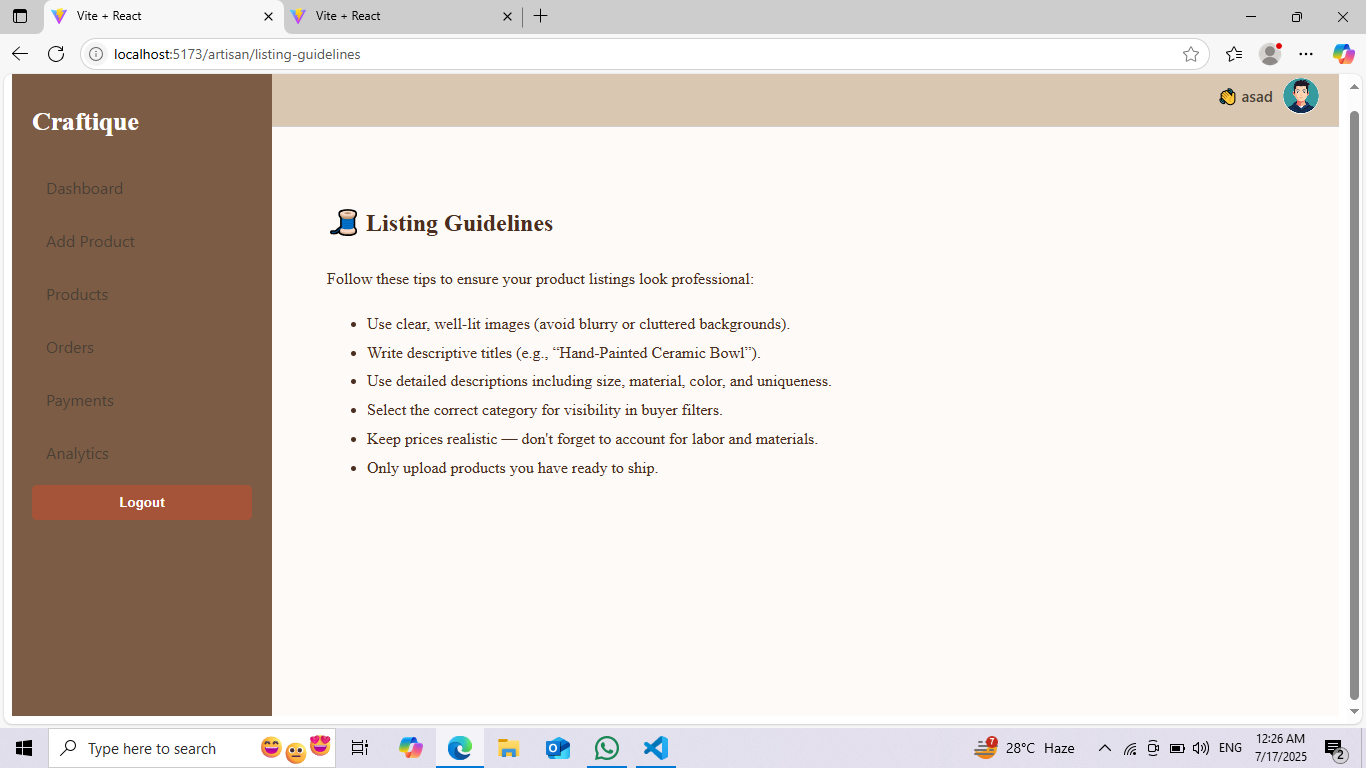 Vite + React
Vite + React
localhost:5173/artisan/listing-guidelines
Craftique
asad
Dashboard
Add Product
Products
Orders
Payments
Analytics
Logout
Listing Guidelines
Follow these tips to ensure your product listings look professional:
• Use clear, well-lit images (avoid blurry or cluttered backgrounds).
• Write descriptive titles (e.g., “Hand-Painted Ceramic Bowl”).
• Use detailed descriptions including size, material, color, and uniqueness.
• Select the correct category for visibility in buyer filters.
• Keep prices realistic — don't forget to account for labor and materials.
• Only upload products you have ready to ship.
Type here to search
7
28°C Haze
ENG
12:26 AM
7/17/2025
2